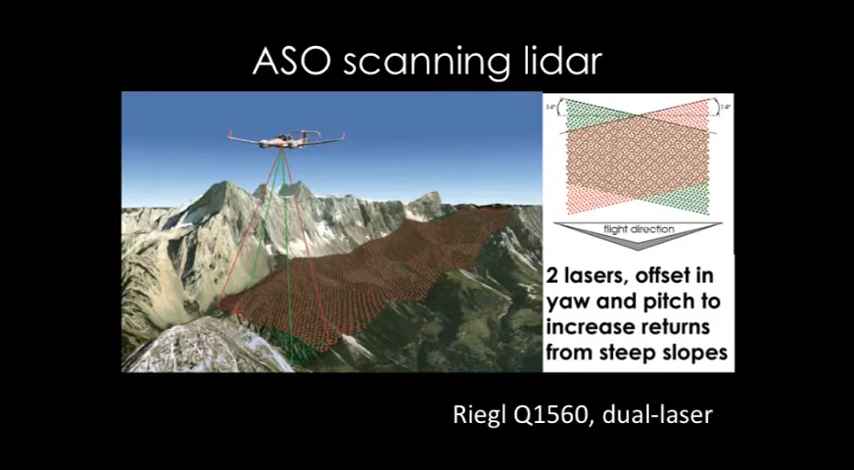 ASO scanning lidar
14° 14°
flight direction
2 lasers, offset in
yaw and pitch to
increase returns
from steep slopes
Riegl Q1560, dual-laser